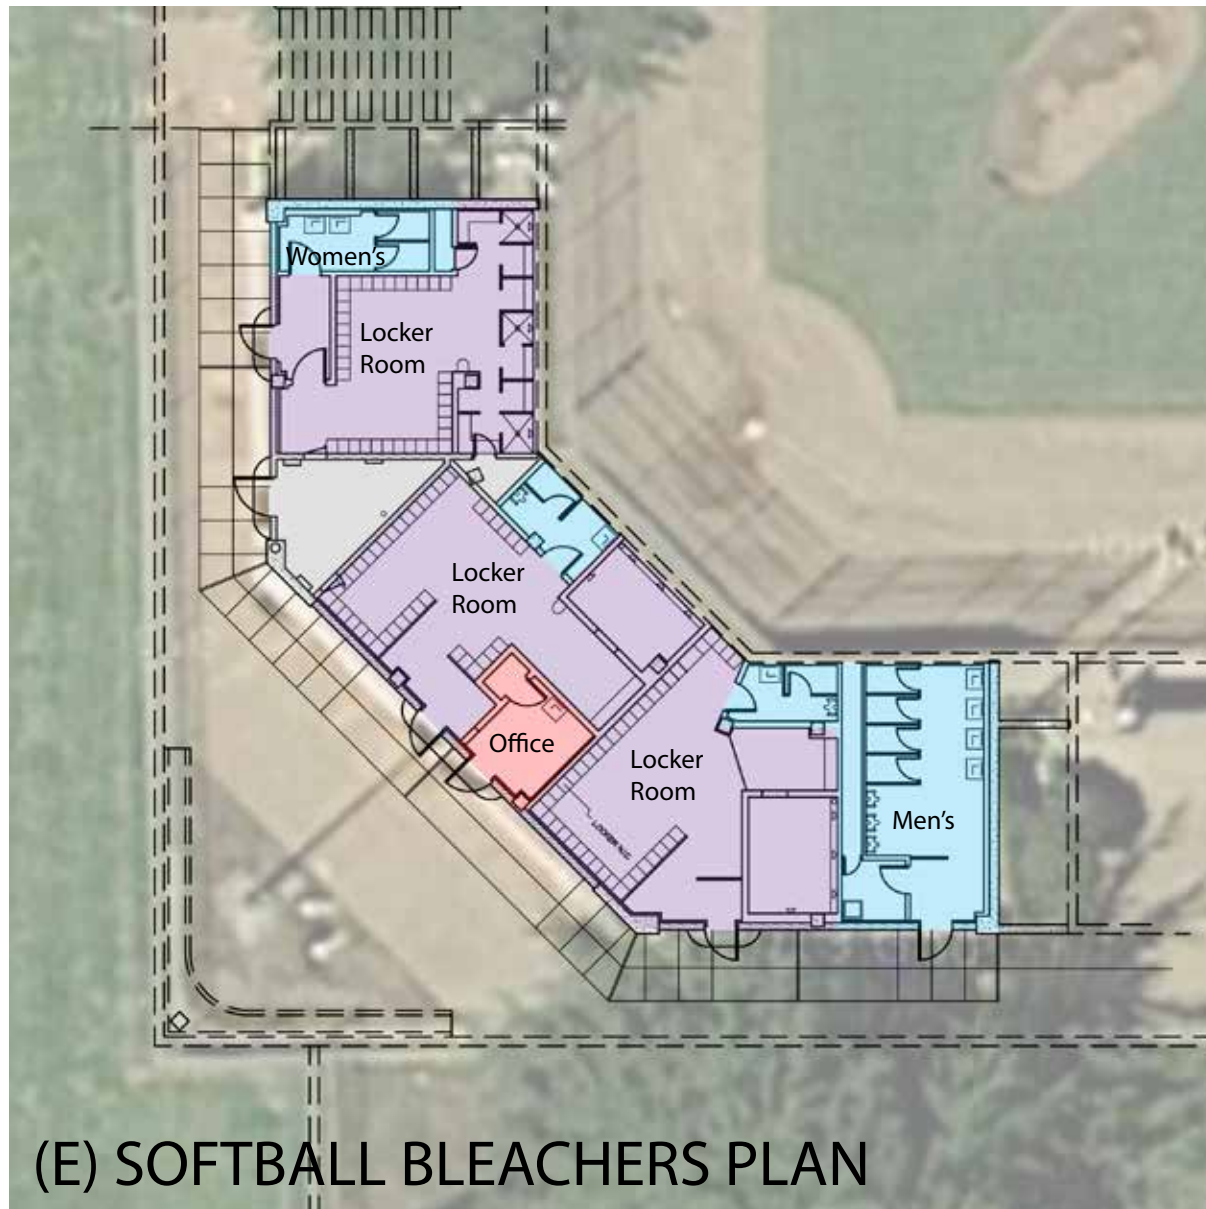 Women's
Locker
Room
Locker
Room
Office
Locker
Room
Men's
(E) SOFTBALL BLEACHERS PLAN